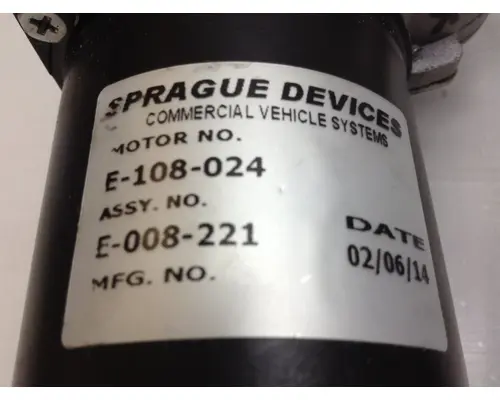 SPRAGUE DEVICES
COMMERCIAL VEHICLE SYSTEMS
MOTOR NO.
E-108-024
ASSY. NO.
E-008-221
MFG. NO.
DATE
02/06/14